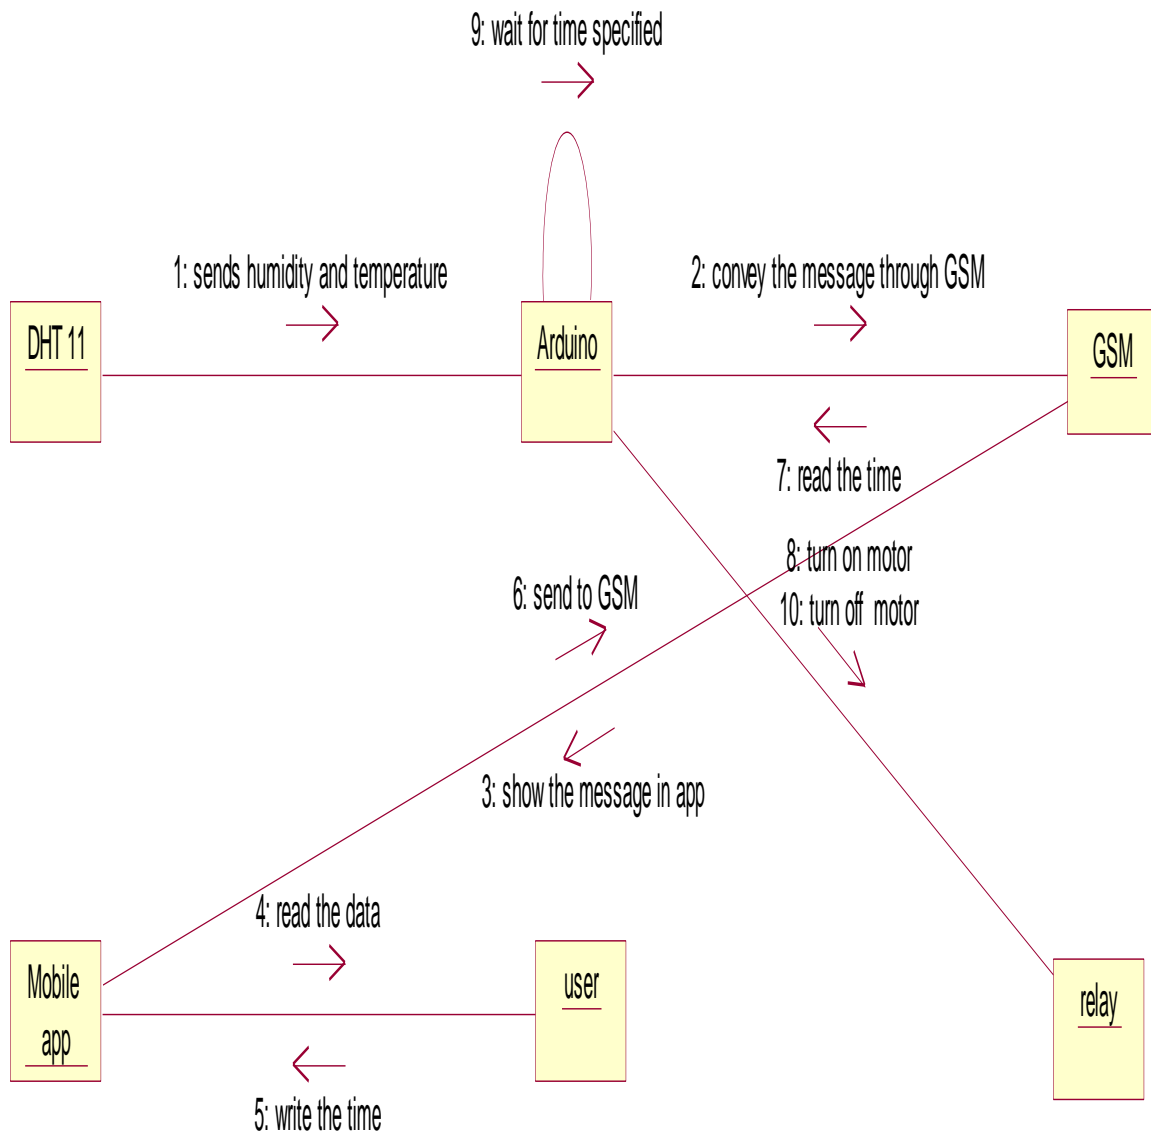 9: wait for time specified
1: sends humidity and temperature
2: convey the message through GSM
DHT 11
Arduino
GSM
7: read the time
8: turn on motor
6: send to GSM
10: turn off motor
3: show the message in app
4: read the data
Mobile
app
user
relay
5: write the time